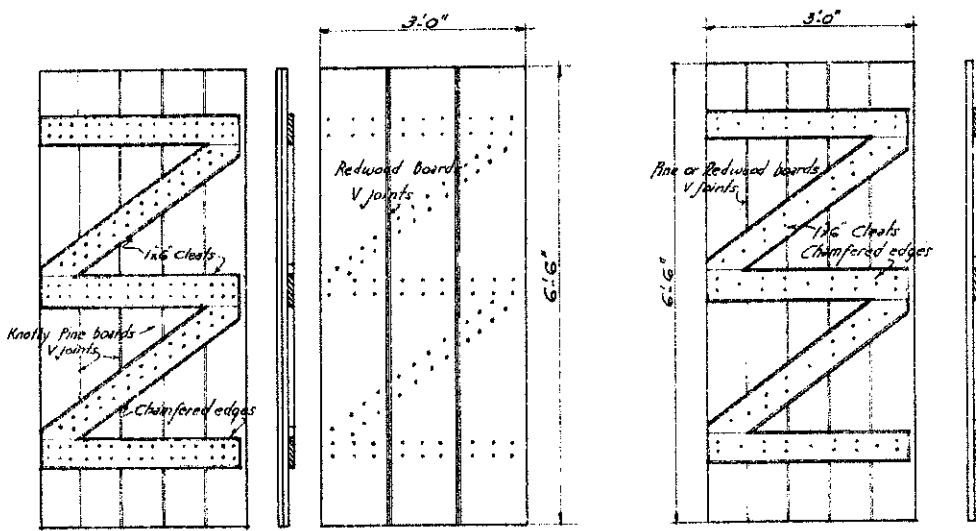 3'-0"
3'-0"
Redwood Boards
V joints
1x6 Cleats
Knotty Pine boards
V joints
Chamfered edges
6'-6"
Pine or Redwood boards
V joints
1x6 Cleats
Chamfered edges
6'-6"